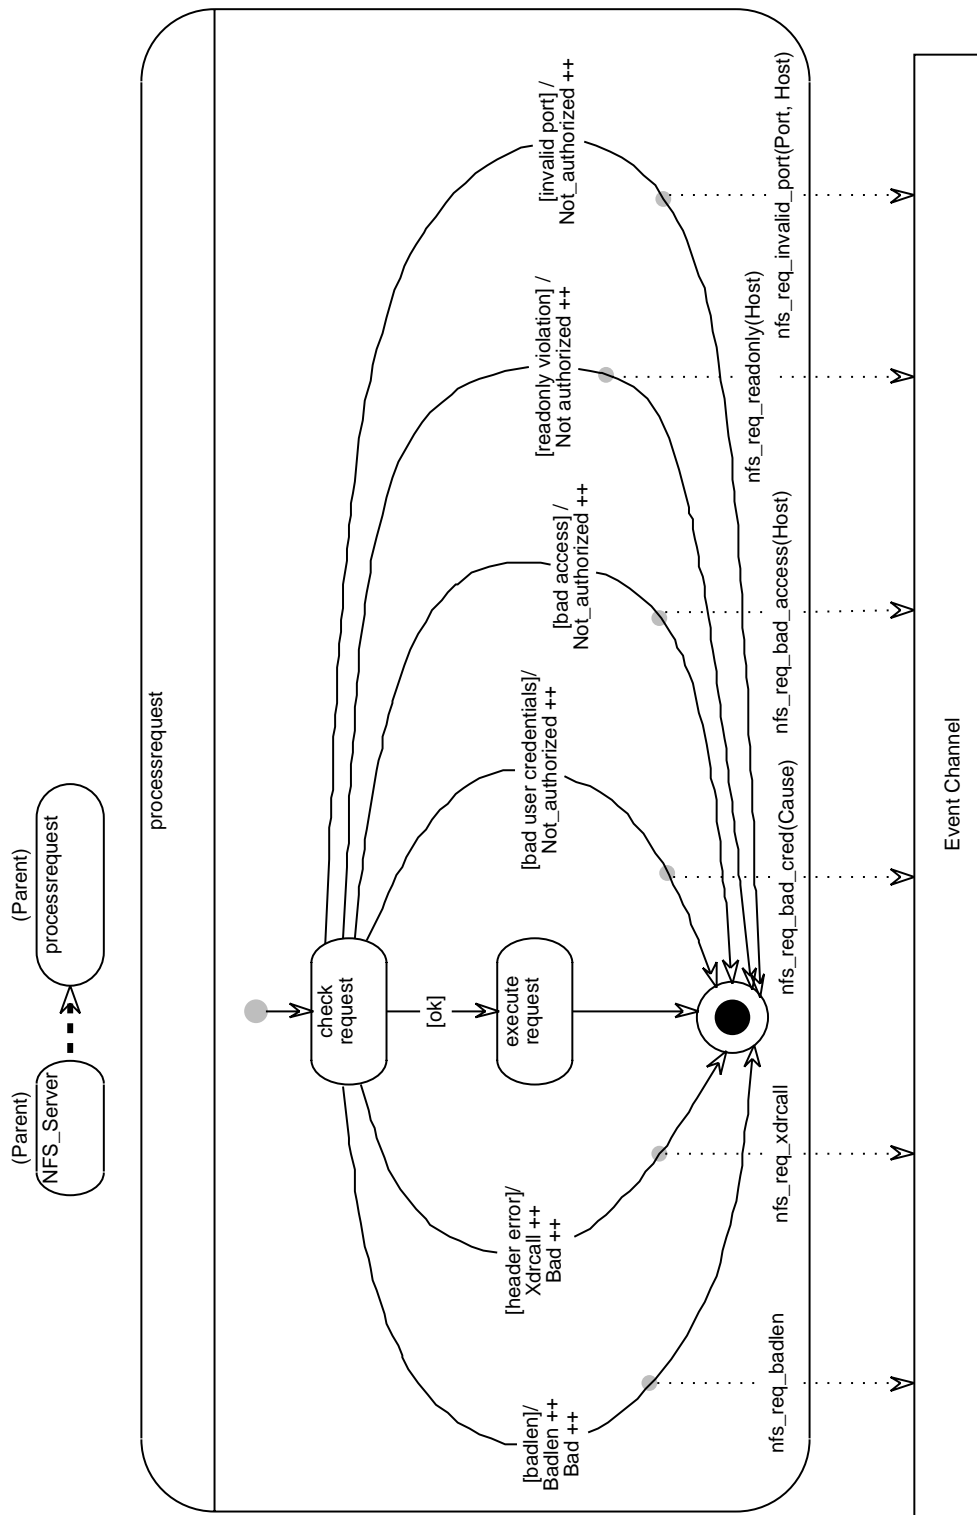 (Parent)
NFS_Server
(Parent)
processrequest
processrequest
check
request
[ok]
execute
request
[badlen]/
Badlen ++
Bad ++
[header error]/
Xdrcall ++
Bad ++
[bad user credentials]/
Not_authorized ++
[bad access] /
Not_authorized ++
[readonly violation] /
Not authorized ++
[invalid port] /
Not_authorized ++
nfs_req_badlen
nfs_req_xdrcall
nfs_req_bad_cred(Cause)
nfs_req_bad_access(Host)
nfs_req_readonly(Host)
nfs_req_invalid_port(Port, Host)
Event Channel